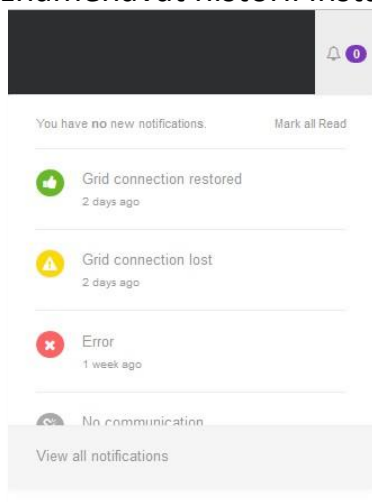 0
You have no new notifications. Mark all Read
Grid connection restored
2 days ago
Grid connection lost
2 days ago
Error
1 week ago
No communication
View all notifications